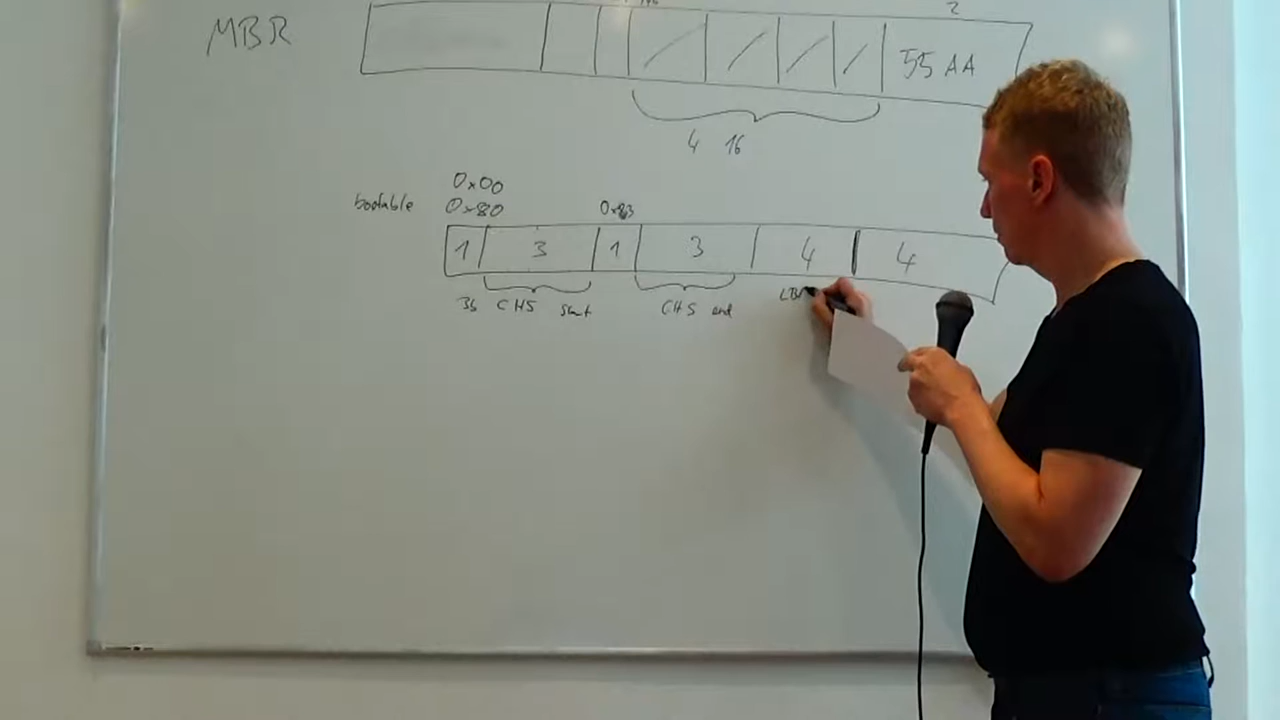 2
MBR
55 AA
4 16
0x00
bootable 0x80 0x83
1 3 1 3 4 4
CHS start CHS end LBA